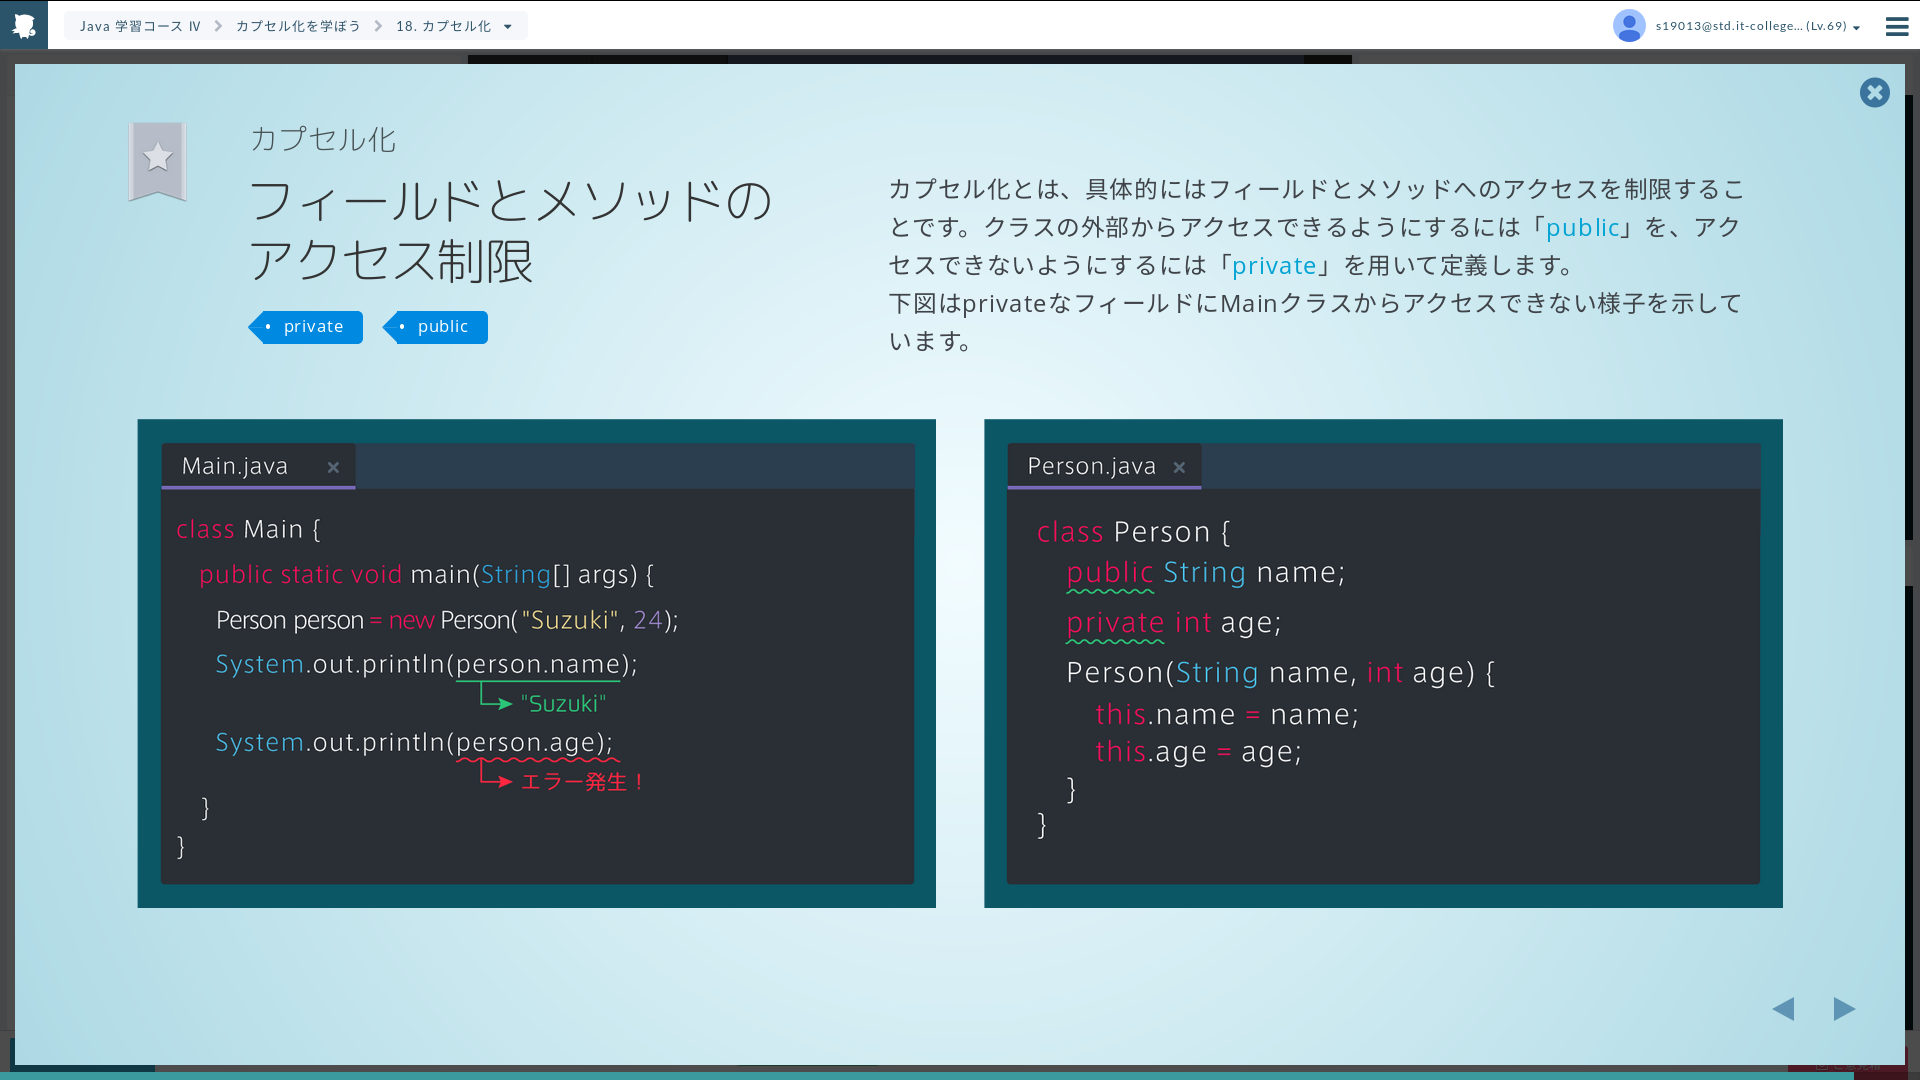 Java 学習コース Ⅳ カプセル化を学ぼう 18. カプセル化
s19013@std.it-college... (Lv.69)
カプセル化
フィールドとメソッドの
アクセス制限
private public
カプセル化とは、具体的にはフィールドとメソッドへのアクセスを制限するこ
とです。クラスの外部からアクセスできるようにするには「public」を、アク
セスできないようにするには「private」を用いて定義します。
下図はprivateなフィールドにMainクラスからアクセスできない様子を示して
います。
Main.java
class Main {
public static void main(String[] args) {
Person person = new Person("Suzuki", 24);
System.out.println(person.name);
"Suzuki"
System.out.println(person.age);
エラー発生！
}
}
Person.java
class Person {
public String name;
private int age;
Person(String name, int age) {
this.name = name;
this.age = age;
}
}